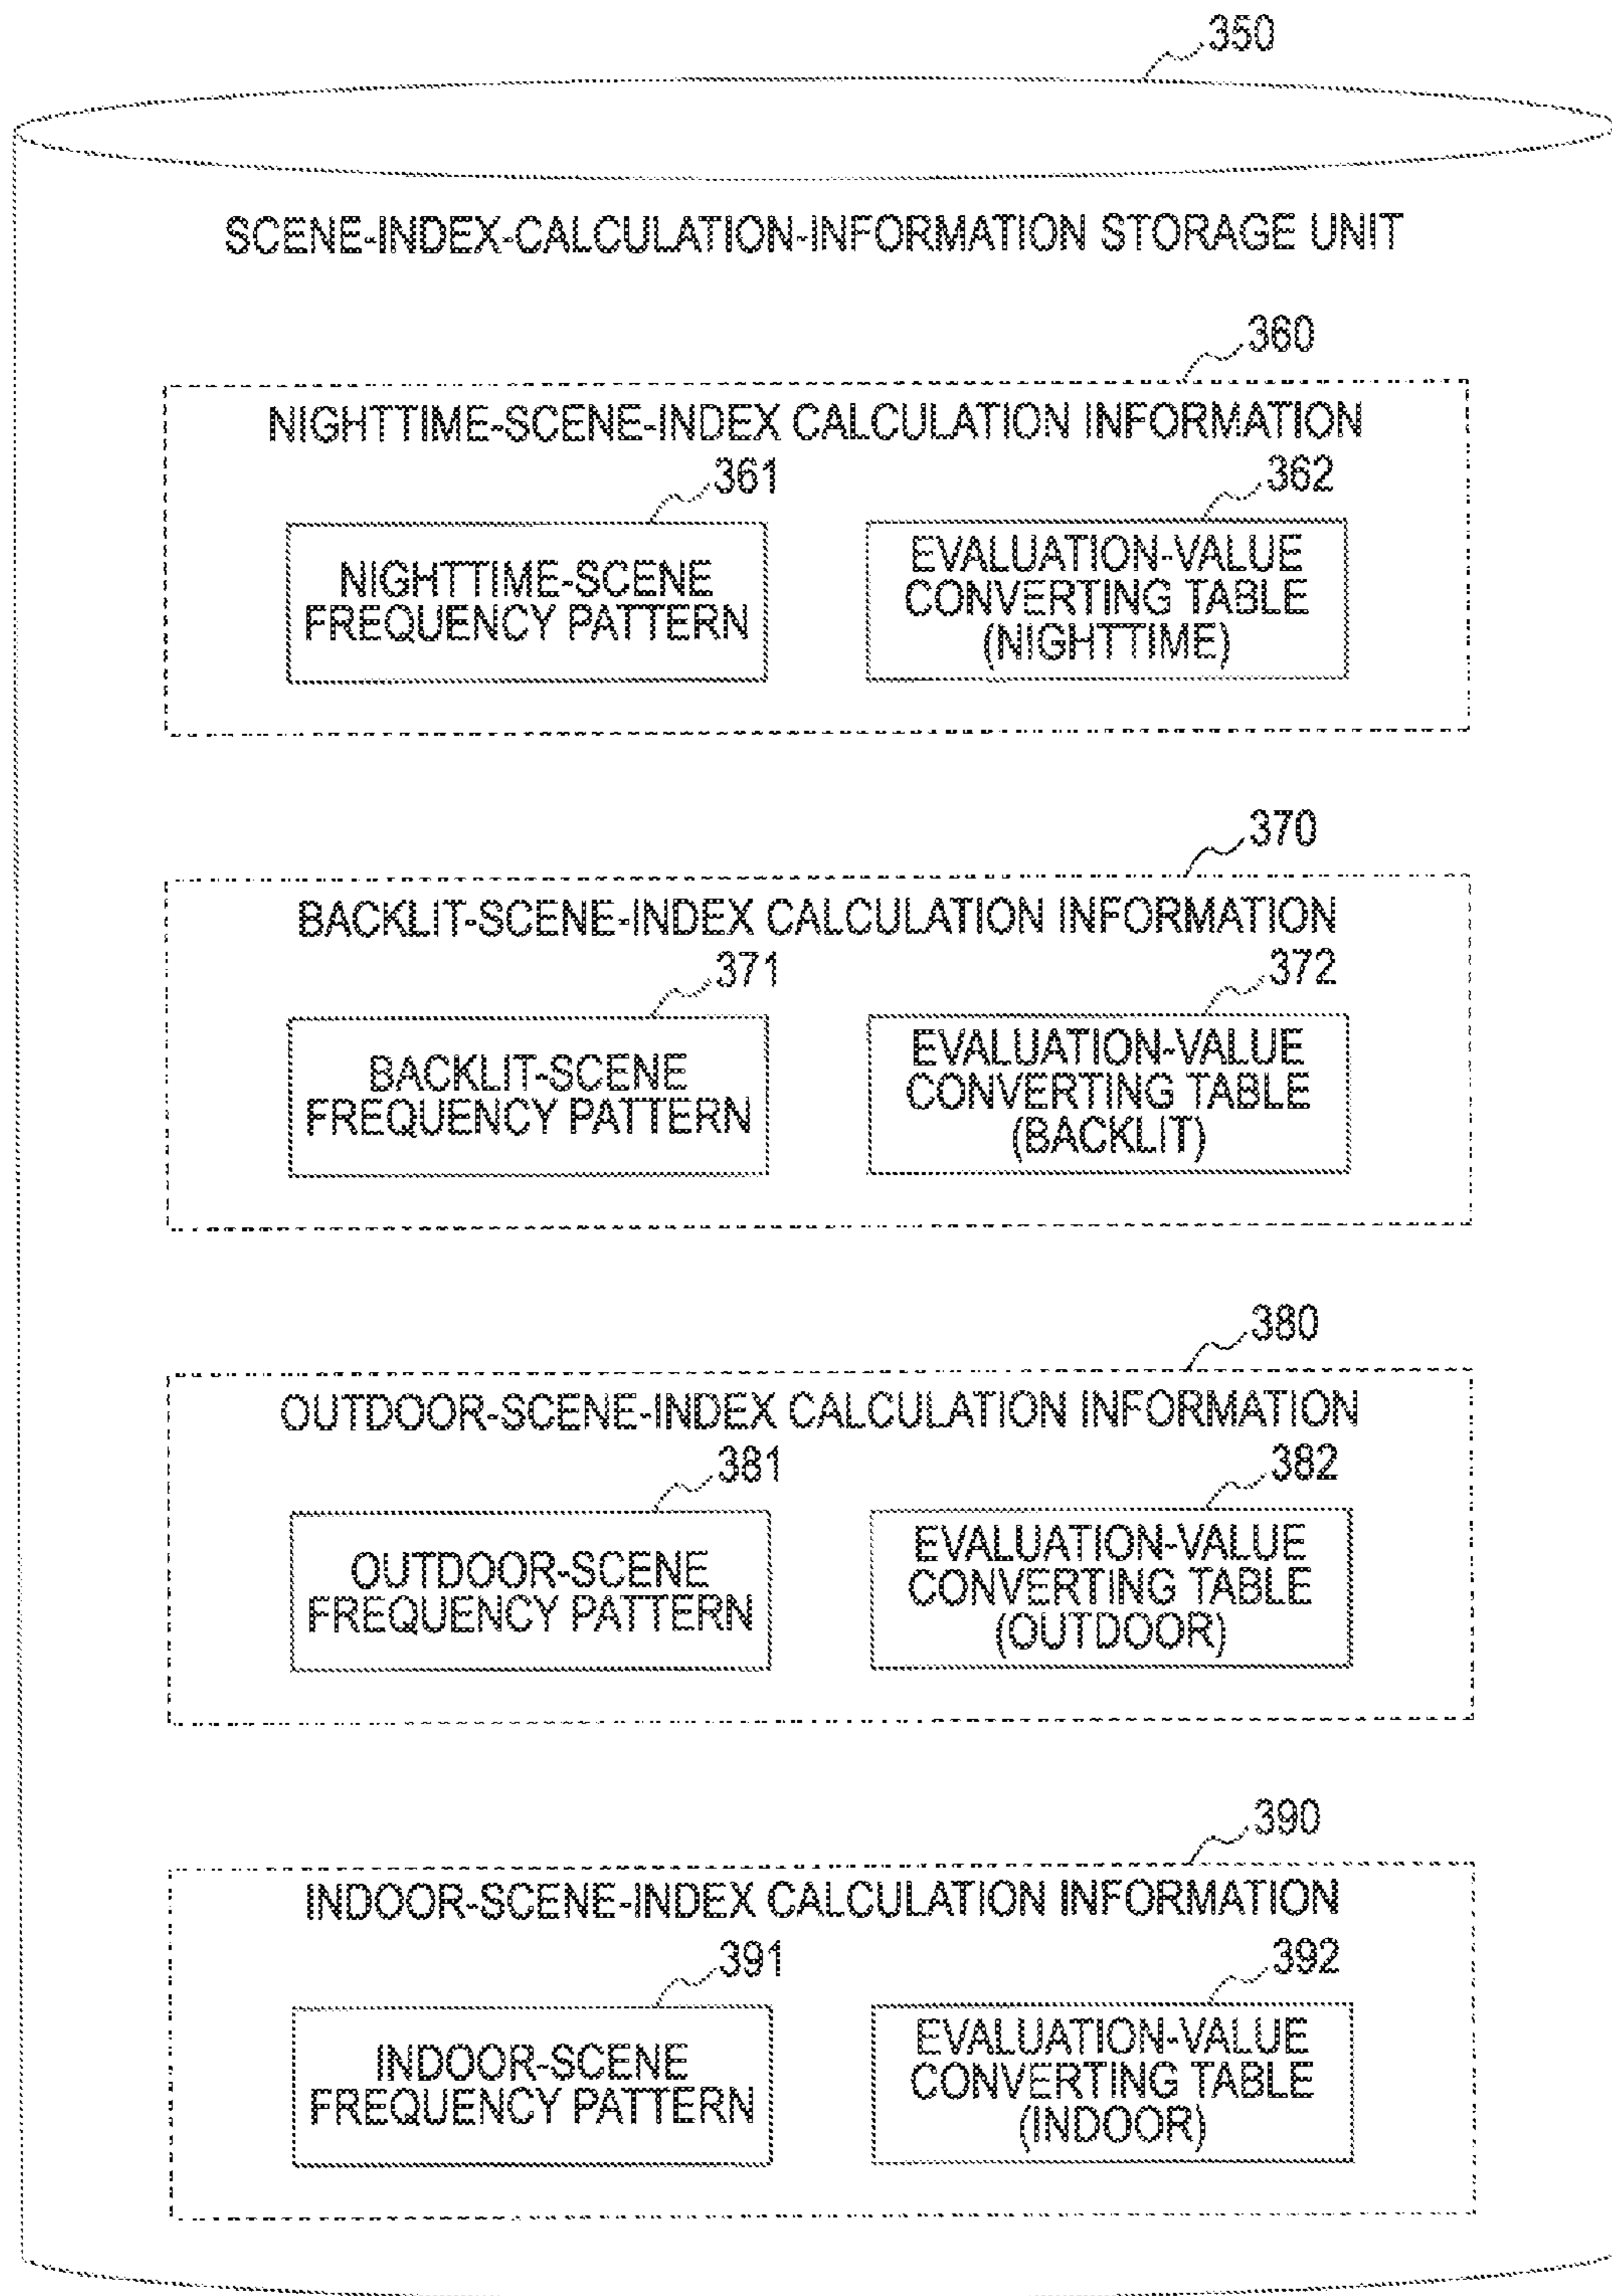 350
SCENE-INDEX-CALCULATION-INFORMATION STORAGE UNIT
360
NIGHTTIME-SCENE-INDEX CALCULATION INFORMATION
361
NIGHTTIME-SCENE
FREQUENCY PATTERN
362
EVALUATION-VALUE
CONVERTING TABLE
(NIGHTTIME)
370
BACKLIT-SCENE-INDEX CALCULATION INFORMATION
371
BACKLIT-SCENE
FREQUENCY PATTERN
372
EVALUATION-VALUE
CONVERTING TABLE
(BACKLIT)
380
OUTDOOR-SCENE-INDEX CALCULATION INFORMATION
381
OUTDOOR-SCENE
FREQUENCY PATTERN
382
EVALUATION-VALUE
CONVERTING TABLE
(OUTDOOR)
390
INDOOR-SCENE-INDEX CALCULATION INFORMATION
391
INDOOR-SCENE
FREQUENCY PATTERN
392
EVALUATION-VALUE
CONVERTING TABLE
(INDOOR)